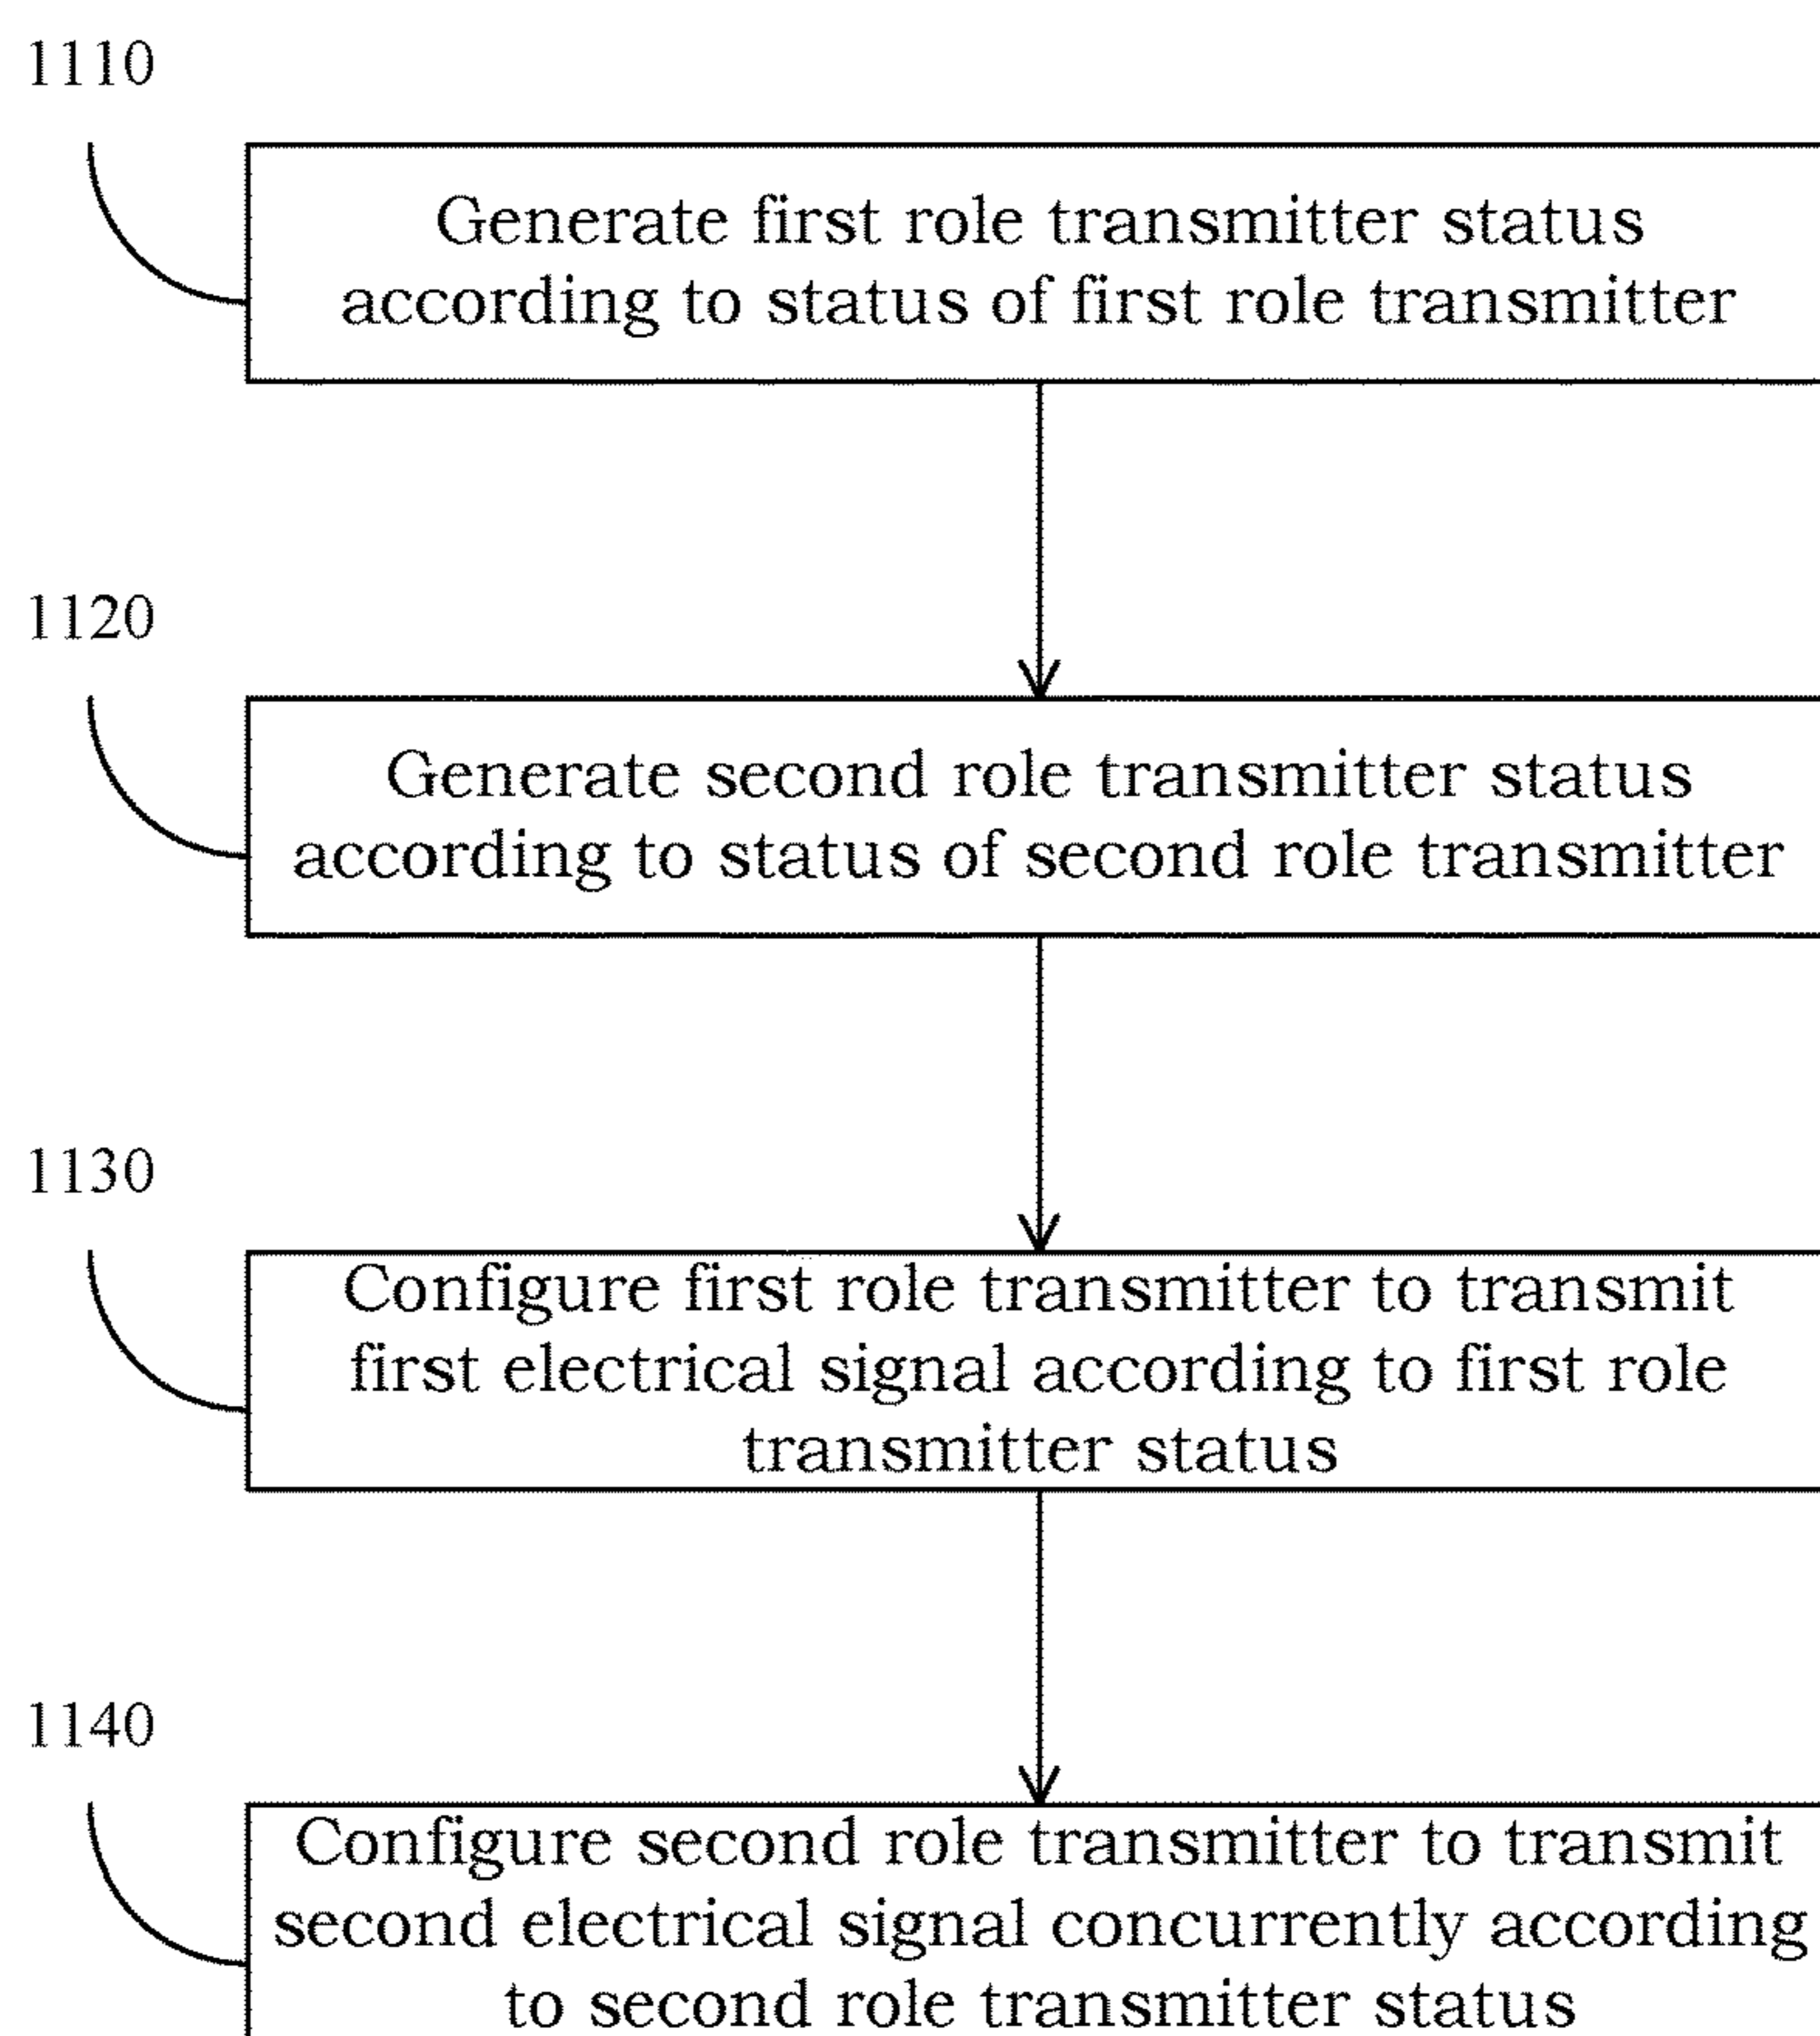 1110
Generate first role transmitter status
according to status of first role transmitter
1120
Generate second role transmitter status
according to status of second role transmitter
1130
Configure first role transmitter to transmit
first electrical signal according to first role
transmitter status
1140
Configure second role transmitter to transmit
second electrical signal concurrently according
to second role transmitter status